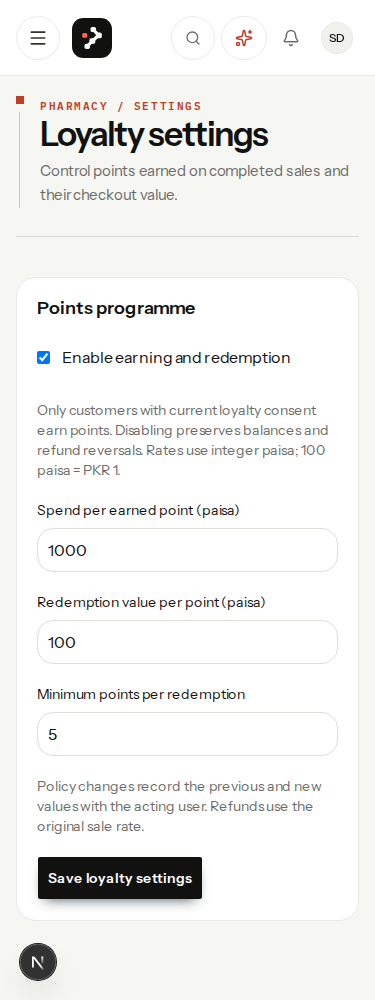 SD
PHARMACY / SETTINGS
Loyalty settings
Control points earned on completed sales and
their checkout value.
Points programme
Enable earning and redemption
Only customers with current loyalty consent
earn points. Disabling preserves balances and
refund reversals. Rates use integer paisa; 100
paisa = PKR 1.
Spend per earned point (paisa)
1000
Redemption value per point (paisa)
100
Minimum points per redemption
5
Policy changes record the previous and new
values with the acting user. Refunds use the
original sale rate.
Save loyalty settings
N